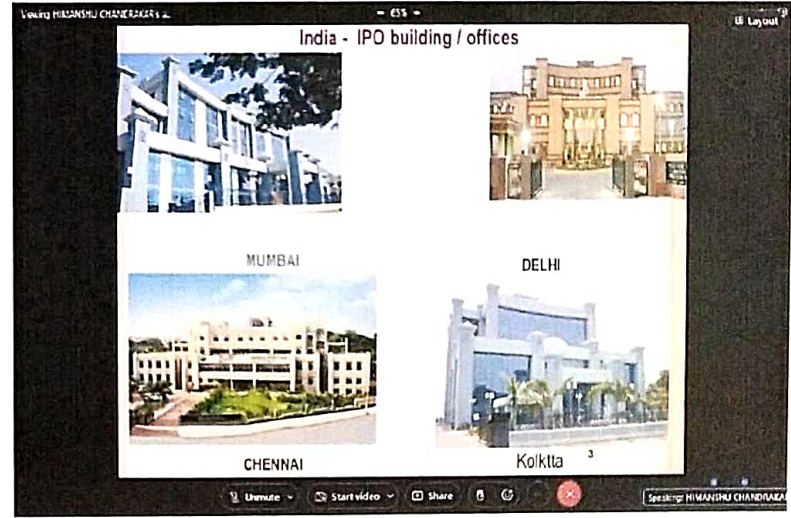 Viewing HIMANSHU CHANDRAKAR's a...
65%
Layout
India - IPO building / offices
MUMBAI
DELHI
CHENNAI
Kolktta
3
Unmute
Start video
Share
Speaking: HIMANSHU CHANDRAKAR